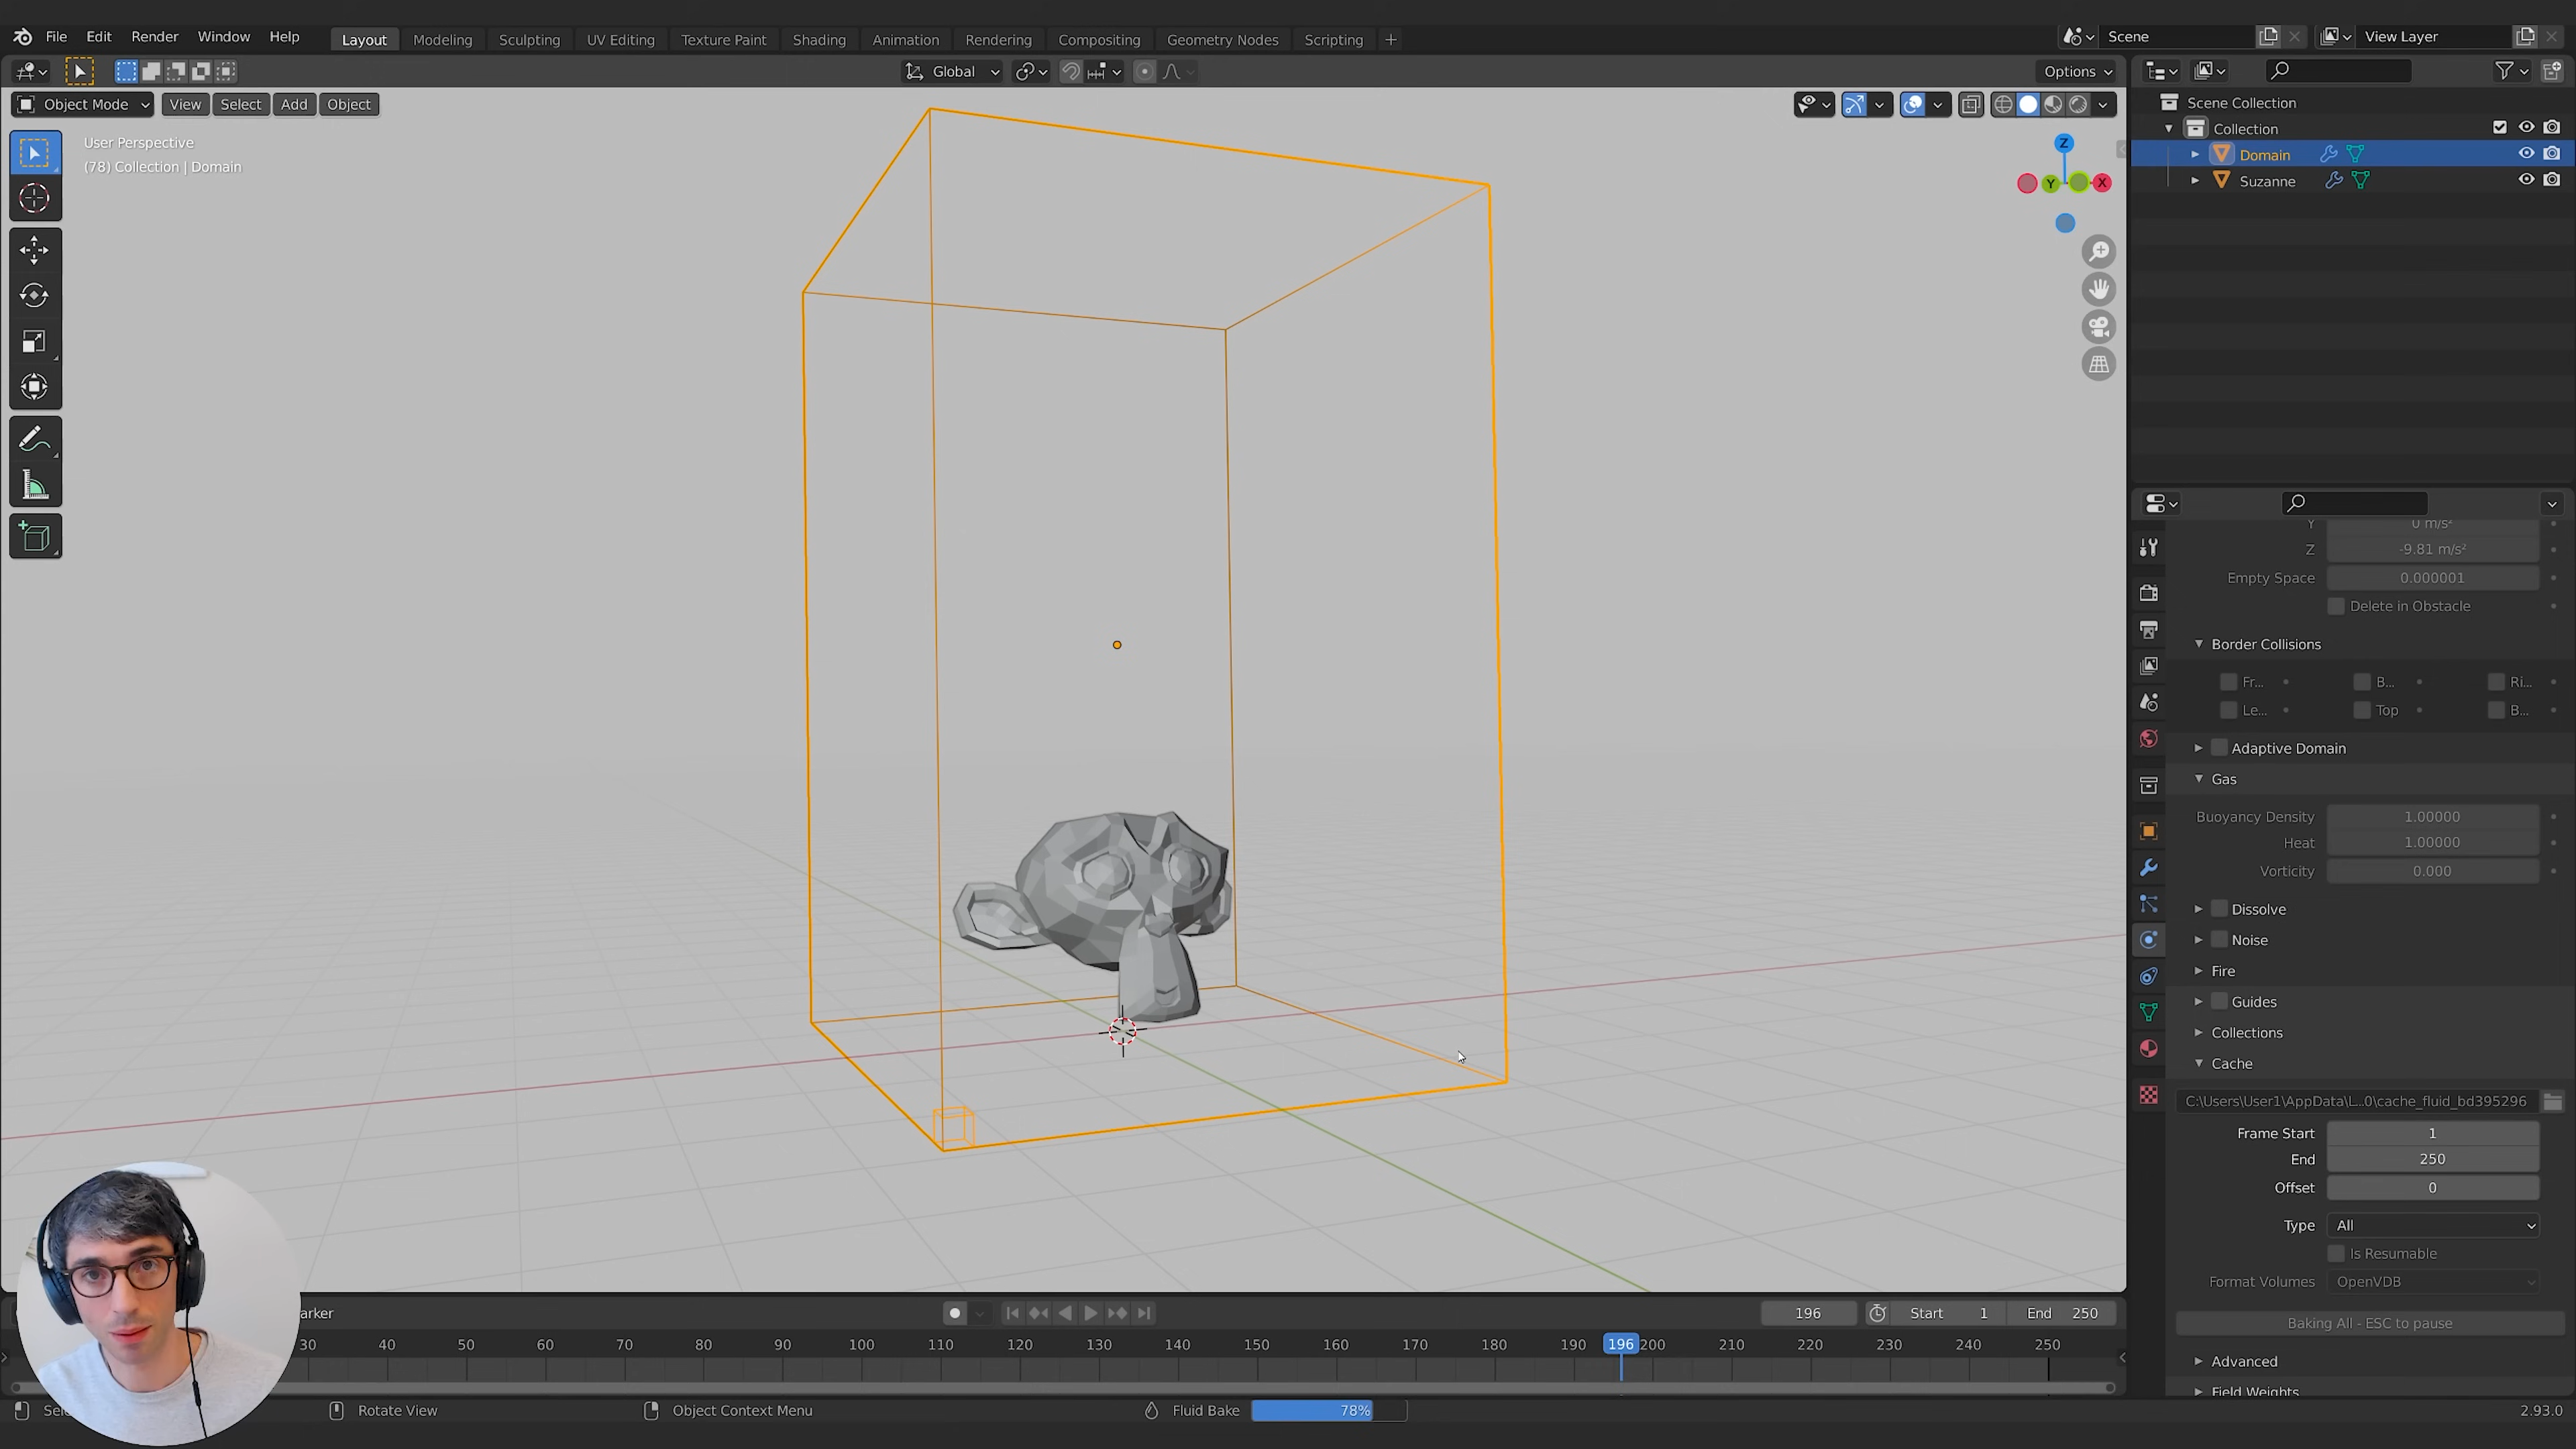 File Edit Render Window Help Layout Modeling Sculpting UV Editing Texture Paint Shading Animation Rendering Compositing Geometry Nodes Scripting + Scene View Layer
Global Options
Object Mode View Select Add Object
User Perspective
(78) Collection | Domain
Z
Y X
Scene Collection
Collection
Domain
Suzanne
Y 0 m/s²
Z -9.81 m/s²
Empty Space 0.000001
Delete in Obstacle
Border Collisions
Fr... B... Ri...
Le... Top B...
Adaptive Domain
Gas
Buoyancy Density 1.00000
Heat 1.00000
Vorticity 0.000
Dissolve
Noise
Fire
Guides
Collections
Cache
C:\Users\User1\AppData\L...0\cache_fluid_bd395296
Frame Start 1
End 250
Offset 0
Type All
Is Resumable
Format Volumes OpenVDB
Baking All - ESC to pause
Advanced
Field Weights
arker 196 Start 1 End 250
30 40 50 60 70 80 90 100 110 120 130 140 150 160 170 180 190 196 200 210 220 230 240 250
Sele Rotate View Object Context Menu Fluid Bake 78% 2.93.0